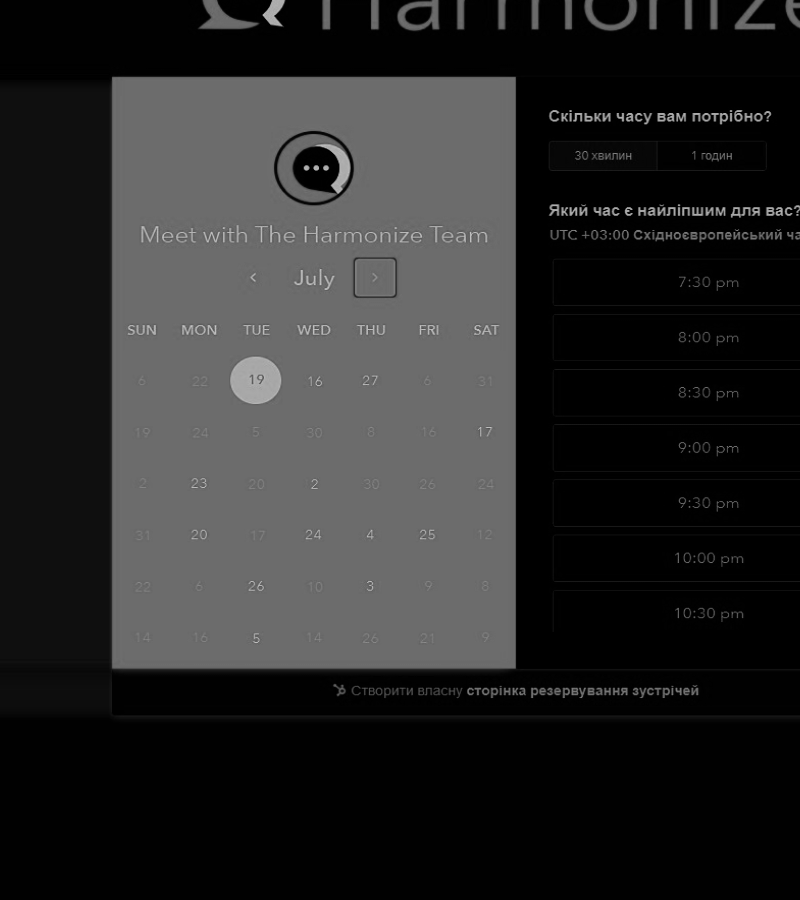 Harmonize
Meet with The Harmonize Team
July
SUN MON TUE WED THU FRI SAT
6 22 19 16 27 6 31
19 24 5 30 8 16 17
2 23 20 2 30 26 24
31 20 17 24 4 25 12
22 6 26 10 3 9 8
14 16 5 14 26 21 9
Скільки часу вам потрібно?
30 хвилин 1 годин
Який час є найліпшим для вас?
UTC +03:00 Східноєвропейський ча
7:30 pm
8:00 pm
8:30 pm
9:00 pm
9:30 pm
10:00 pm
10:30 pm
Створити власну сторінка резервування зустрічей